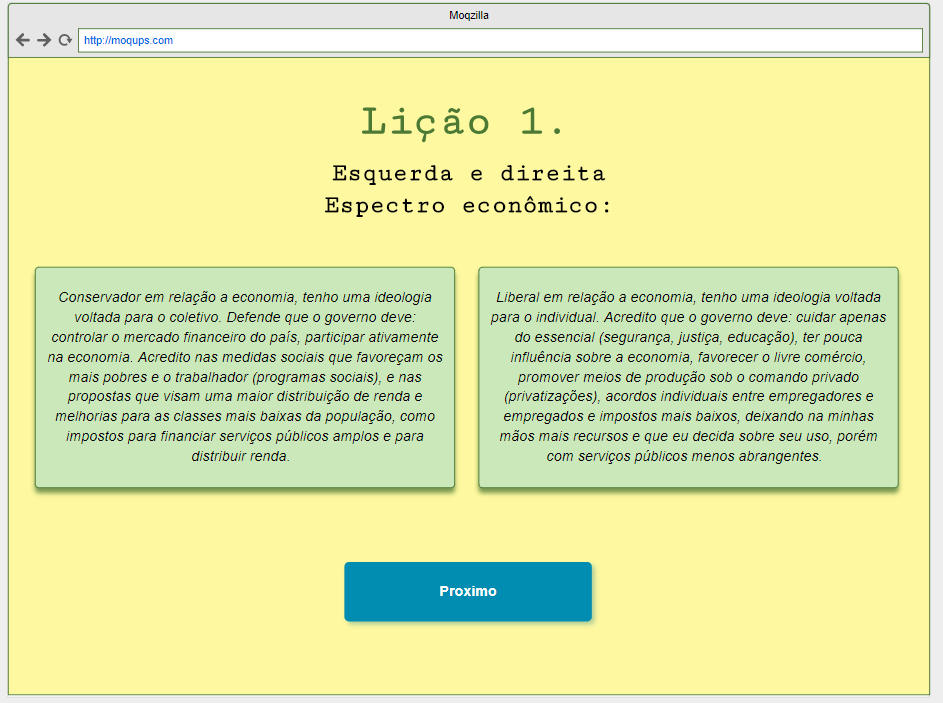 Moqzilla
http://moqups.com
Lição 1.
Esquerda e direita
Espectro econômico:
Conservador em relação a economia, tenho uma ideologia
voltada para o coletivo. Defende que o governo deve:
controlar o mercado financeiro do país, participar ativamente
na economia. Acredito nas medidas sociais que favoreçam os
mais pobres e o trabalhador (programas sociais), e nas
propostas que visam uma maior distribuição de renda e
melhorias para as classes mais baixas da população, como
impostos para financiar serviços públicos amplos e para
distribuir renda.
Liberal em relação a economia, tenho uma ideologia voltada
para o individual. Acredito que o governo deve: cuidar apenas
do essencial (segurança, justiça, educação), ter pouca
influência sobre a economia, favorecer o livre comércio,
promover meios de produção sob o comando privado
(privatizações), acordos individuais entre empregadores e
empregados e impostos mais baixos, deixando na minhas
mãos mais recursos e que eu decida sobre seu uso, porém
com serviços públicos menos abrangentes.
Proximo